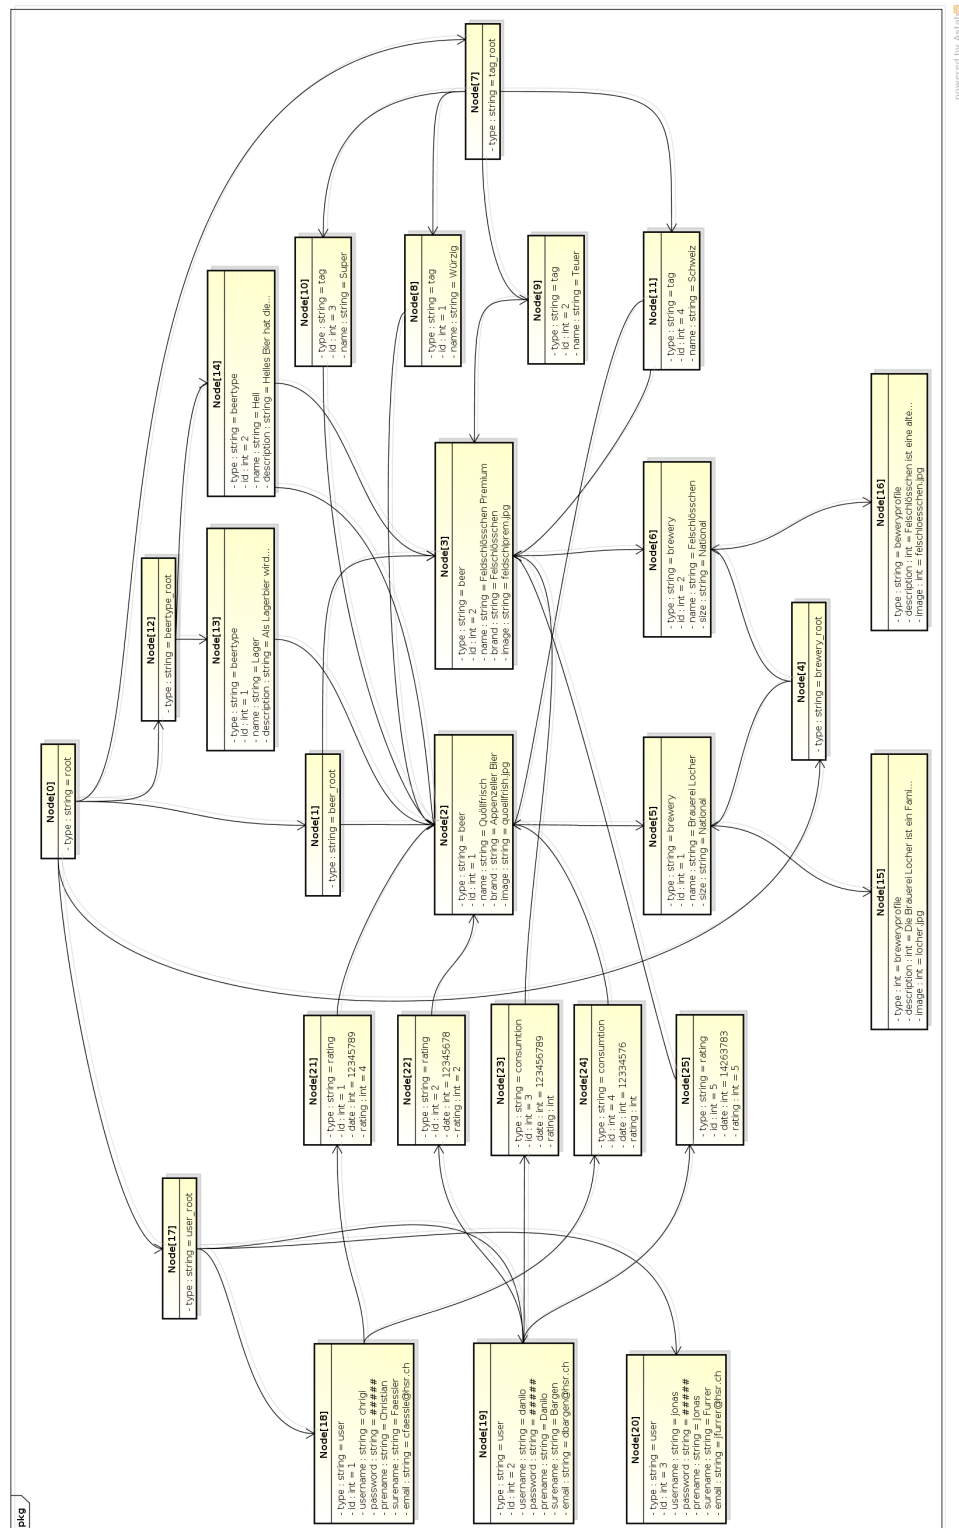 pkg
powered by Astah
Node[0]
- type : string = root
Node[17]
- type : string = user_root
Node[12]
- type : string = beertype_root
Node[18]
- type : string = user
- id : int = 1
- username : string = chrigi
- password : string = #####
- prename : string = Christian
- surename : string = Faessler
- email : string = cfaessle@hsr.ch
Node[19]
- type : string = user
- id : int = 2
- username : string = danilo
- password : string = #####
- prename : string = Danilo
- surename : string = Bargen
- email : string = dbargen@hsr.ch
Node[20]
- type : string = user
- id : int = 3
- username : string = jonas
- password : string = #####
- prename : string = Jonas
- surename : string = Furrer
- email : string = jfurrer@hsr.ch
Node[21]
- type : string = rating
- id : int = 1
- date : int = 12345789
- rating : int = 4
Node[22]
- type : string = rating
- id : int = 2
- date : int = 12345678
- rating : int = 2
Node[23]
- type : string = consumtion
- id : int = 3
- date : int = 123456789
- rating : int
Node[24]
- type : string = consumtion
- id : int = 4
- date : int = 12334576
- rating : int
Node[25]
- type : string = rating
- id : int = 5
- date : int = 14263783
- rating : int = 5
Node[1]
- type : string = beer_root
Node[13]
- type : string = beertype
- id : int = 1
- name : string = Lager
- description : string = Als Lagerbier wird...
Node[14]
- type : string = beertype
- id : int = 2
- name : string = Hell
- description : string = Helles Bier hat die...
Node[2]
- type : string = beer
- id : int = 1
- name : string = Quöllfrisch
- brand : string = Appenzeller Bier
- image : string = quoellfrish.jpg
Node[3]
- type : string = beer
- id : int = 2
- name : string = Feldschlösschen Premium
- brand : string = Felschlösschen
- image : string = feldschlprem.jpg
Node[5]
- type : string = brewery
- id : int = 1
- name : string = Brauerei Locher
- size : string = National
Node[6]
- type : string = brewery
- id : int = 2
- name : string = Felschlösschen
- size : string = National
Node[4]
- type : string = brewery_root
Node[15]
- type : int = breweryprofile
- description : int = Die Brauerei Locher ist ein Fami...
- image : int = locher.jpg
Node[16]
- type : string = beweryprofile
- description : int = Felschlösschen ist eine alte...
- image : int = felschloesschen.jpg
Node[10]
- type : string = tag
- id : int = 3
- name : string = Super
Node[8]
- type : string = tag
- id : int = 1
- name : string = Würzig
Node[9]
- type : string = tag
- id : int = 2
- name : string = Teuer
Node[11]
- type : string = tag
- id : int = 4
- name : string = Schweiz
Node[7]
- type : string = tag_root